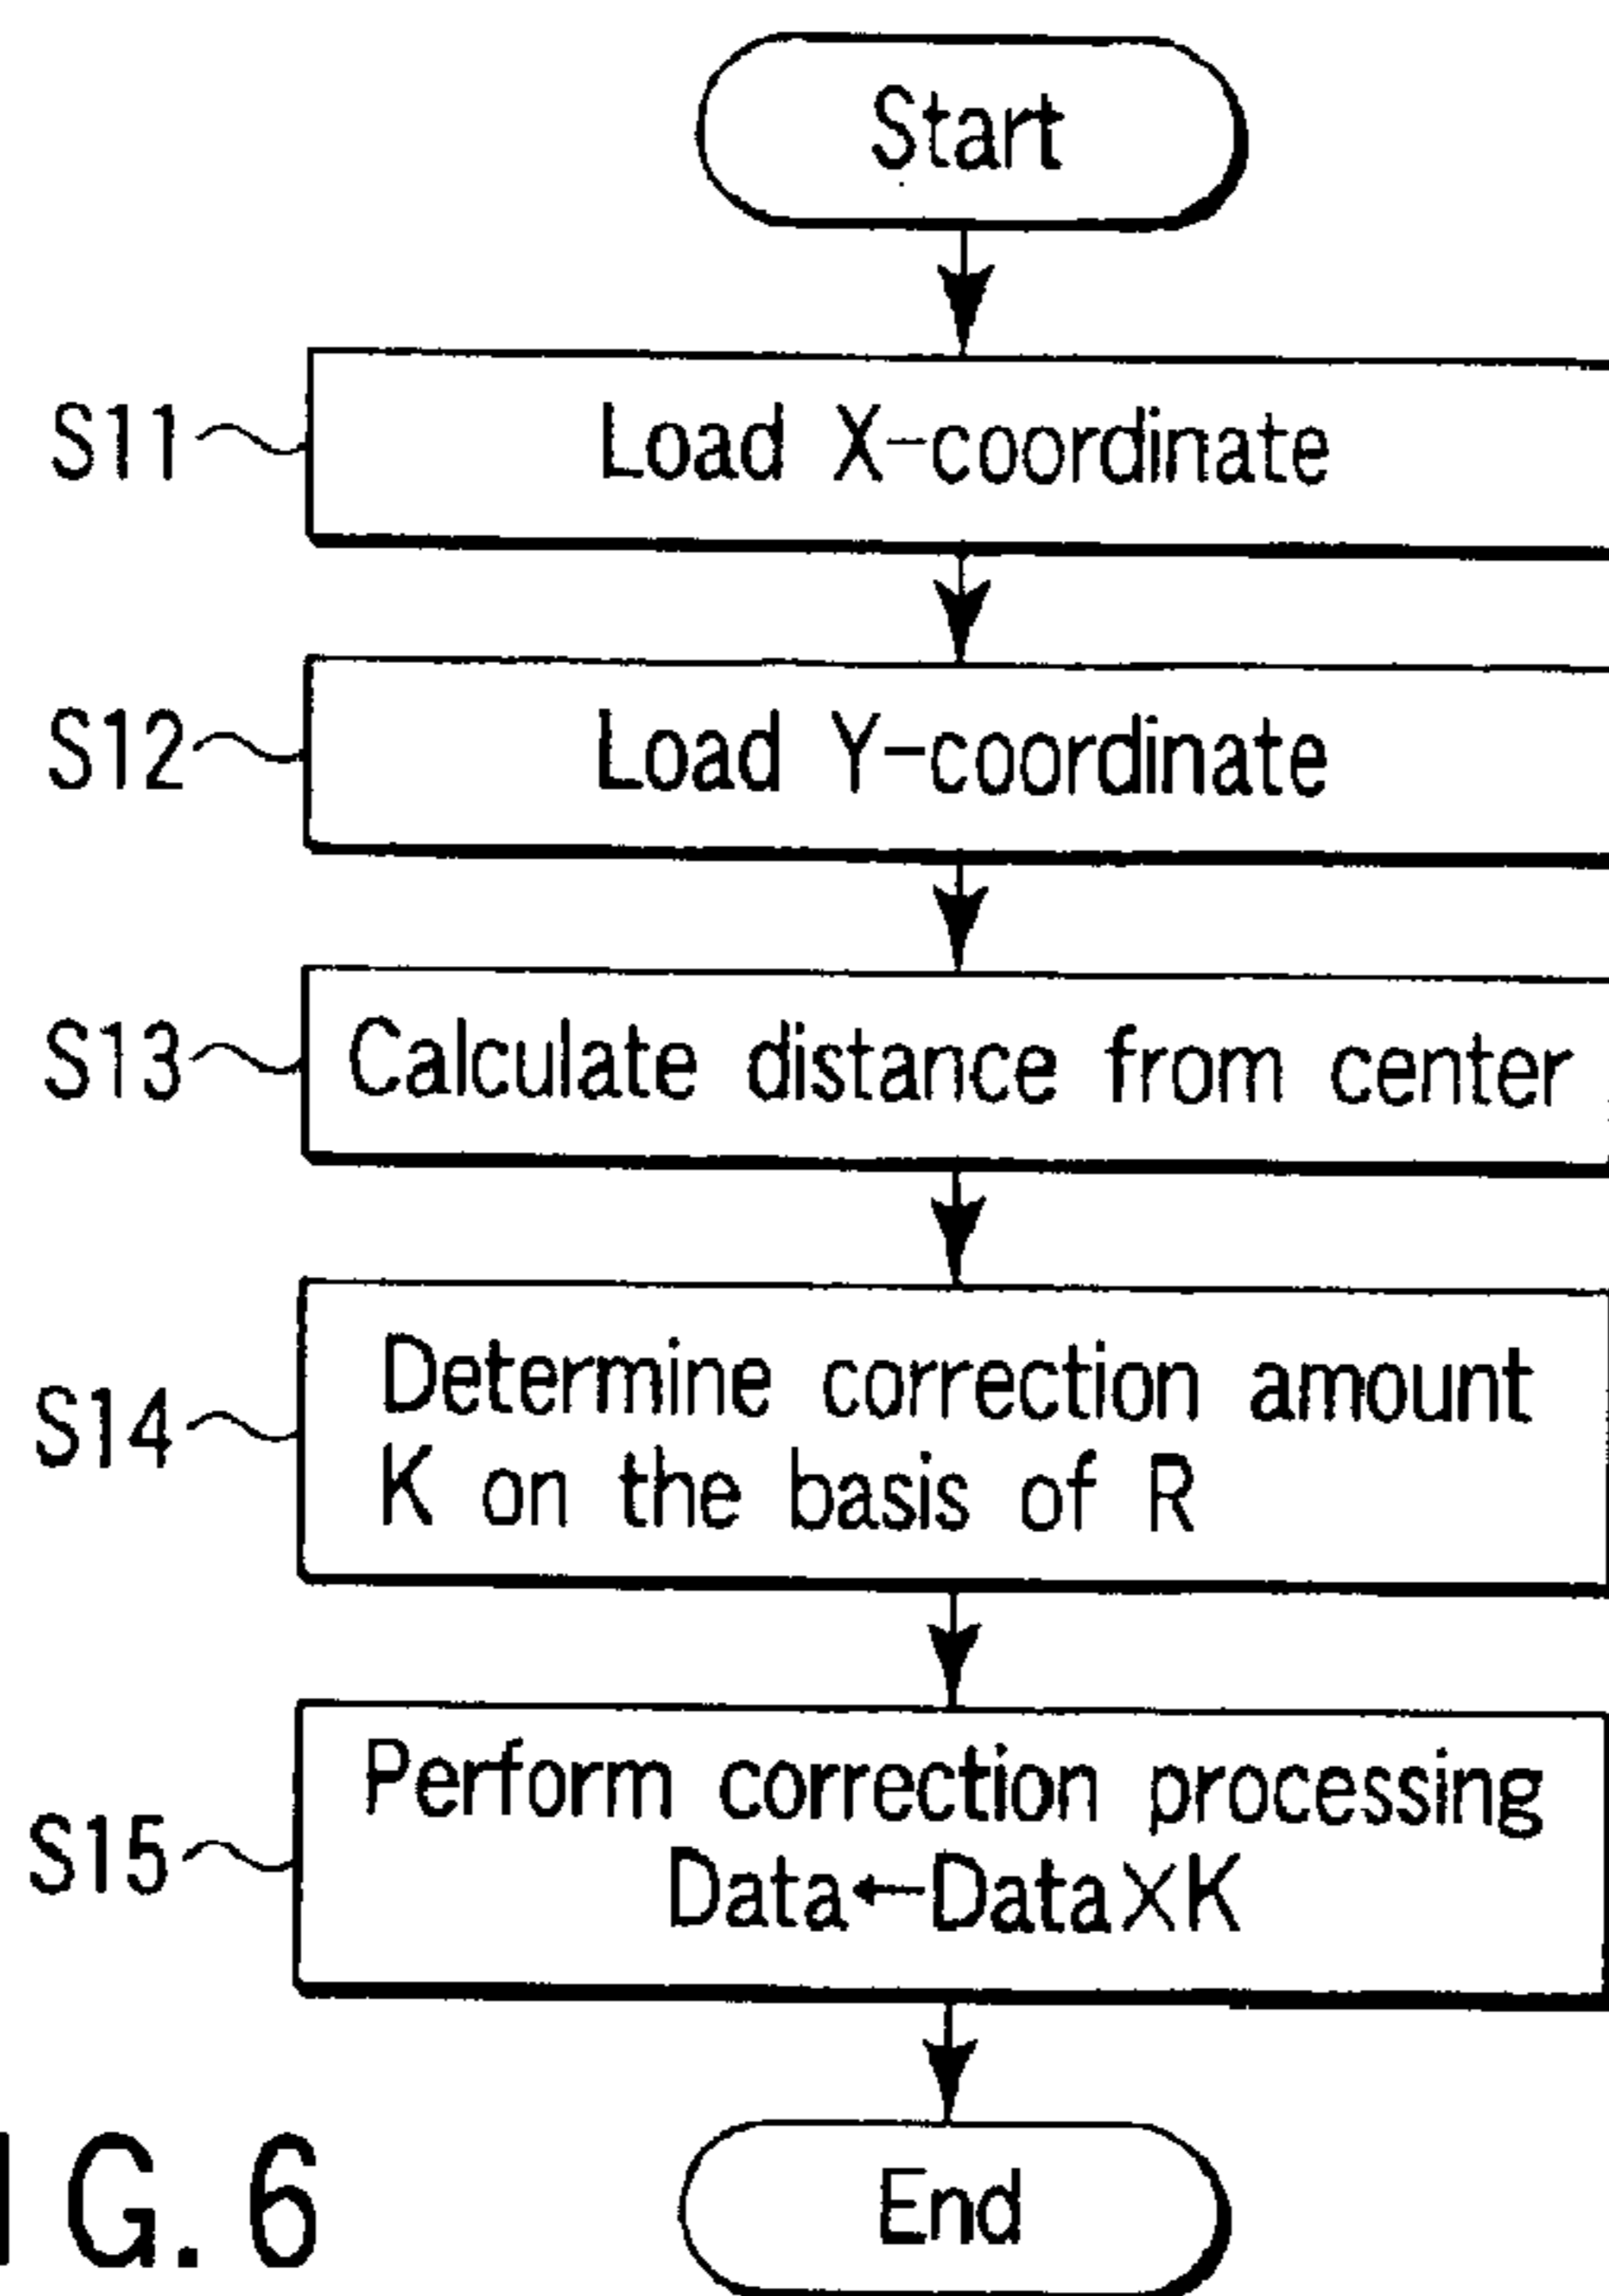 Start
S11
Load X-coordinate
S12
Load Y-coordinate
S13
Calculate distance from center
S14
Determine correction amount
K on the basis of R
S15
Perform correction processing
Data←Data×K
End
G. 6